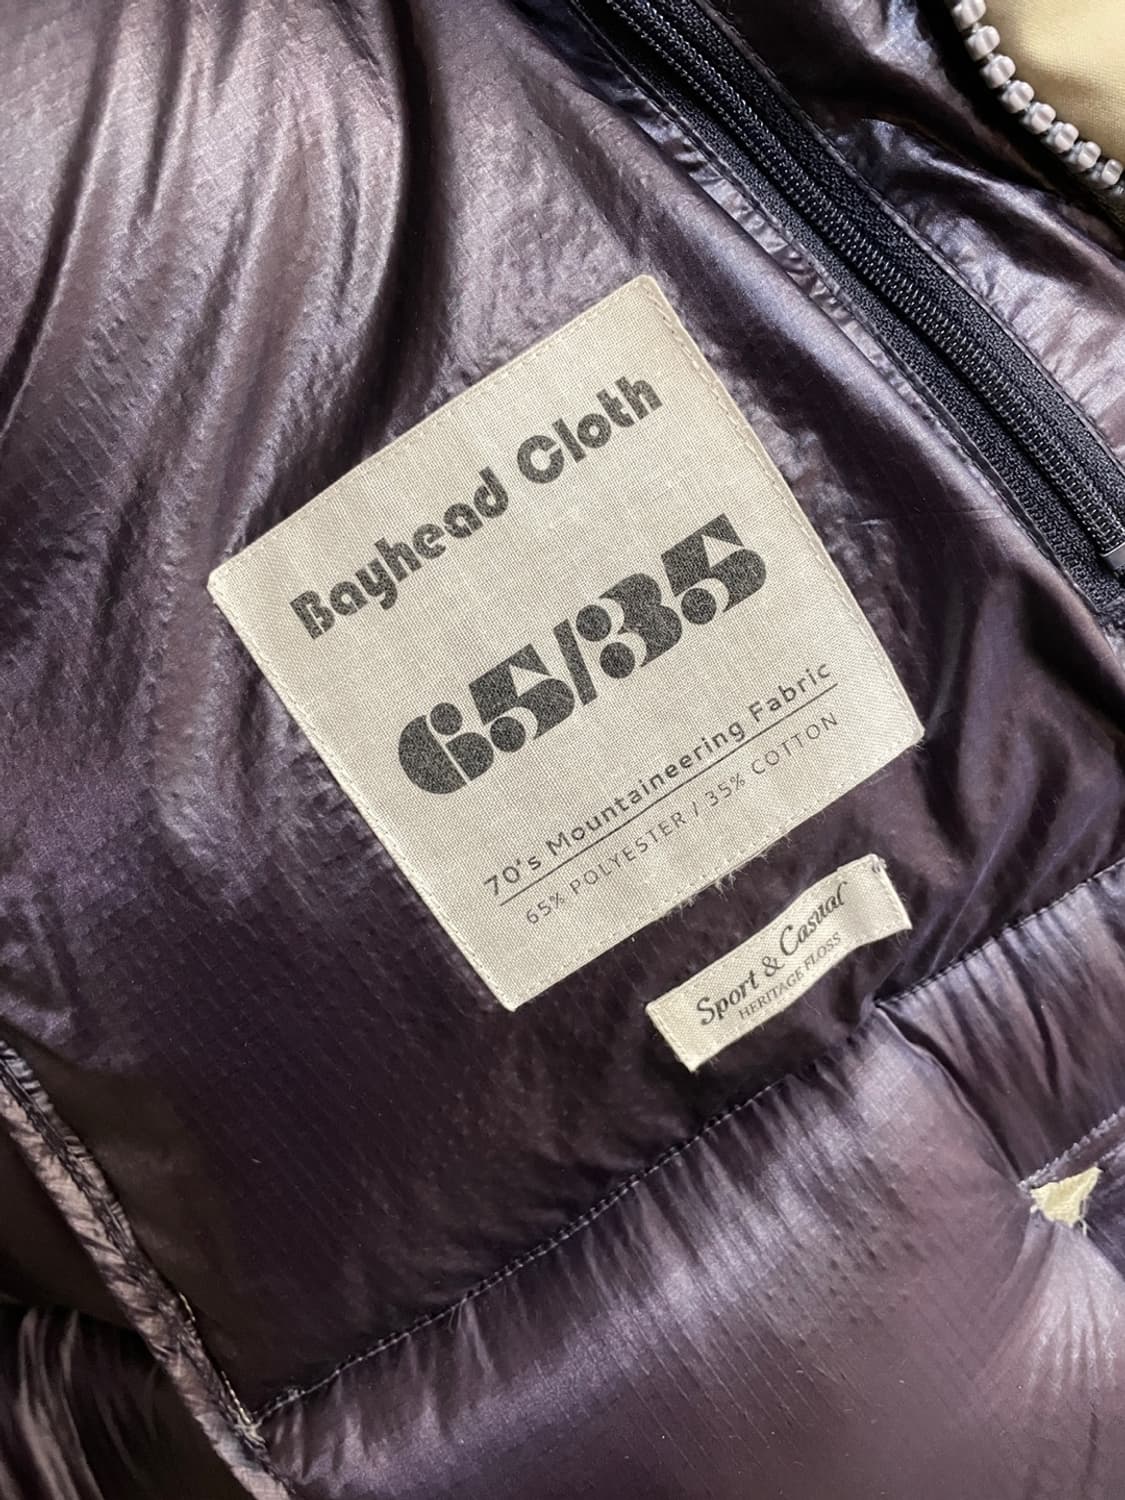 Bayhead Cloth
65/35
70's Mountaineering Fabric
65% POLYESTER / 35% COTTON
Sport & Casual
HERITAGE FLOSS